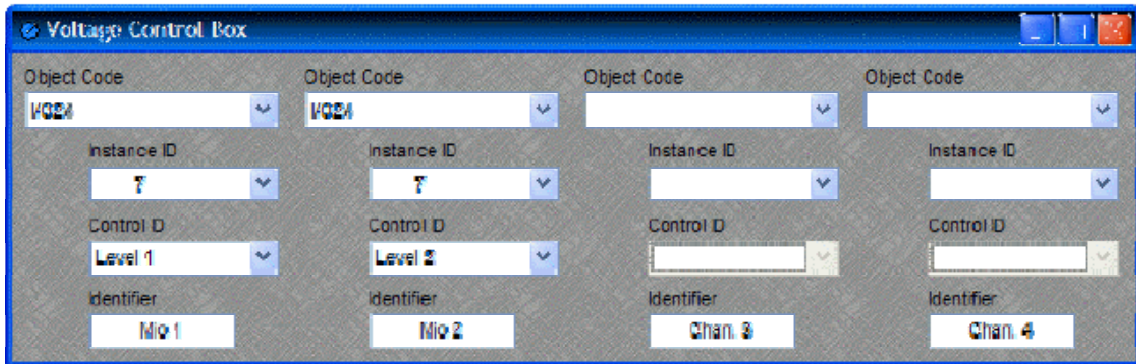 Voltage Control Box
Object Code Object Code Object Code Object Code
Instance ID Instance ID Instance ID Instance ID
7 7
Control ID Control ID Control ID Control ID
Level 1 Level 2
Identifier Identifier Identifier Identifier
Mic 1 Mic 2 Chan. 3 Chan. 4